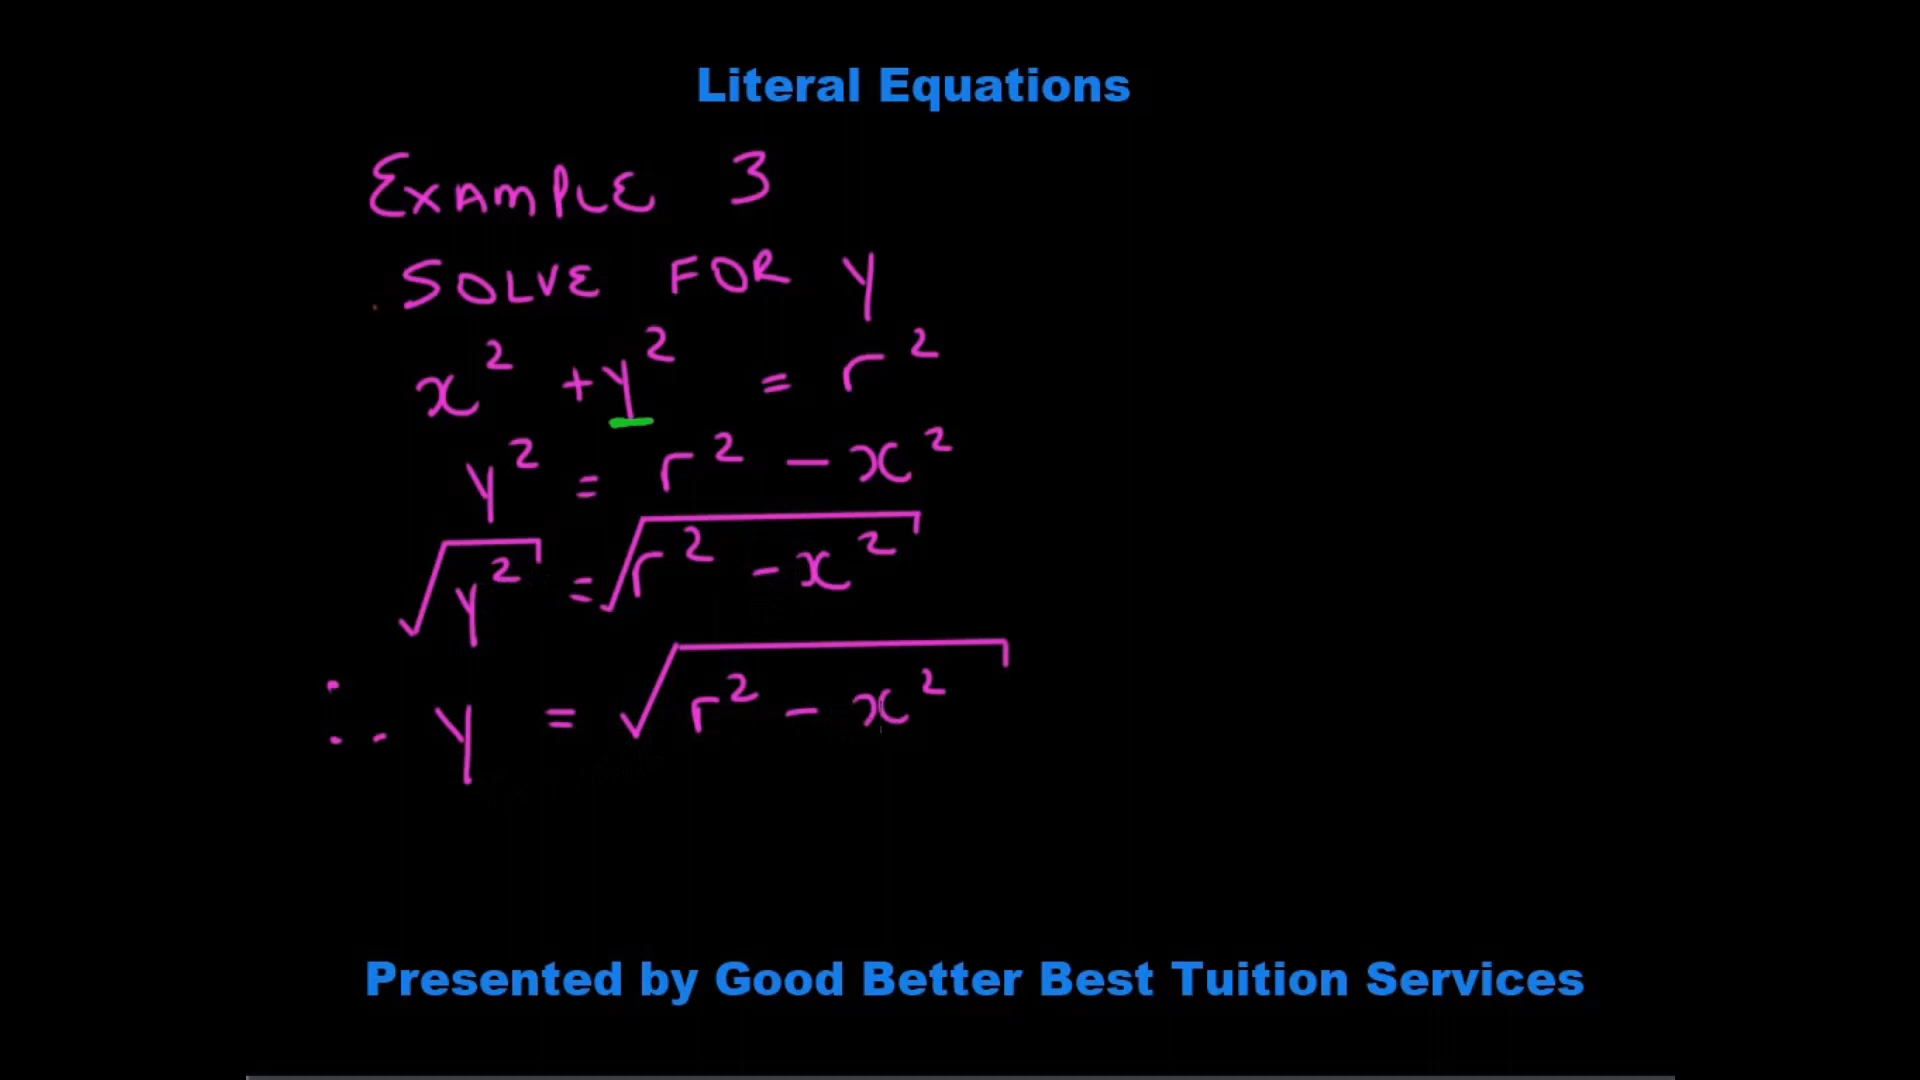 Literal Equations
EXAMPLE 3
SOLVE FOR Y
x² + y² = r²
y² = r² - x²
√y² = √r² - x²
∴ y = √r² - x²
Presented by Good Better Best Tuition Services